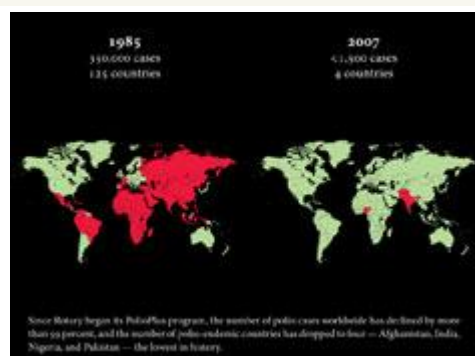 1985
350,000 cases
125 countries
2007
<1,500 cases
4 countries
Since Rotary began its PolioPlus program, the number of polio cases worldwide has declined by more
than 99 percent, and the number of polio-endemic countries has dropped to four — Afghanistan, India,
Nigeria, and Pakistan — the lowest in history.